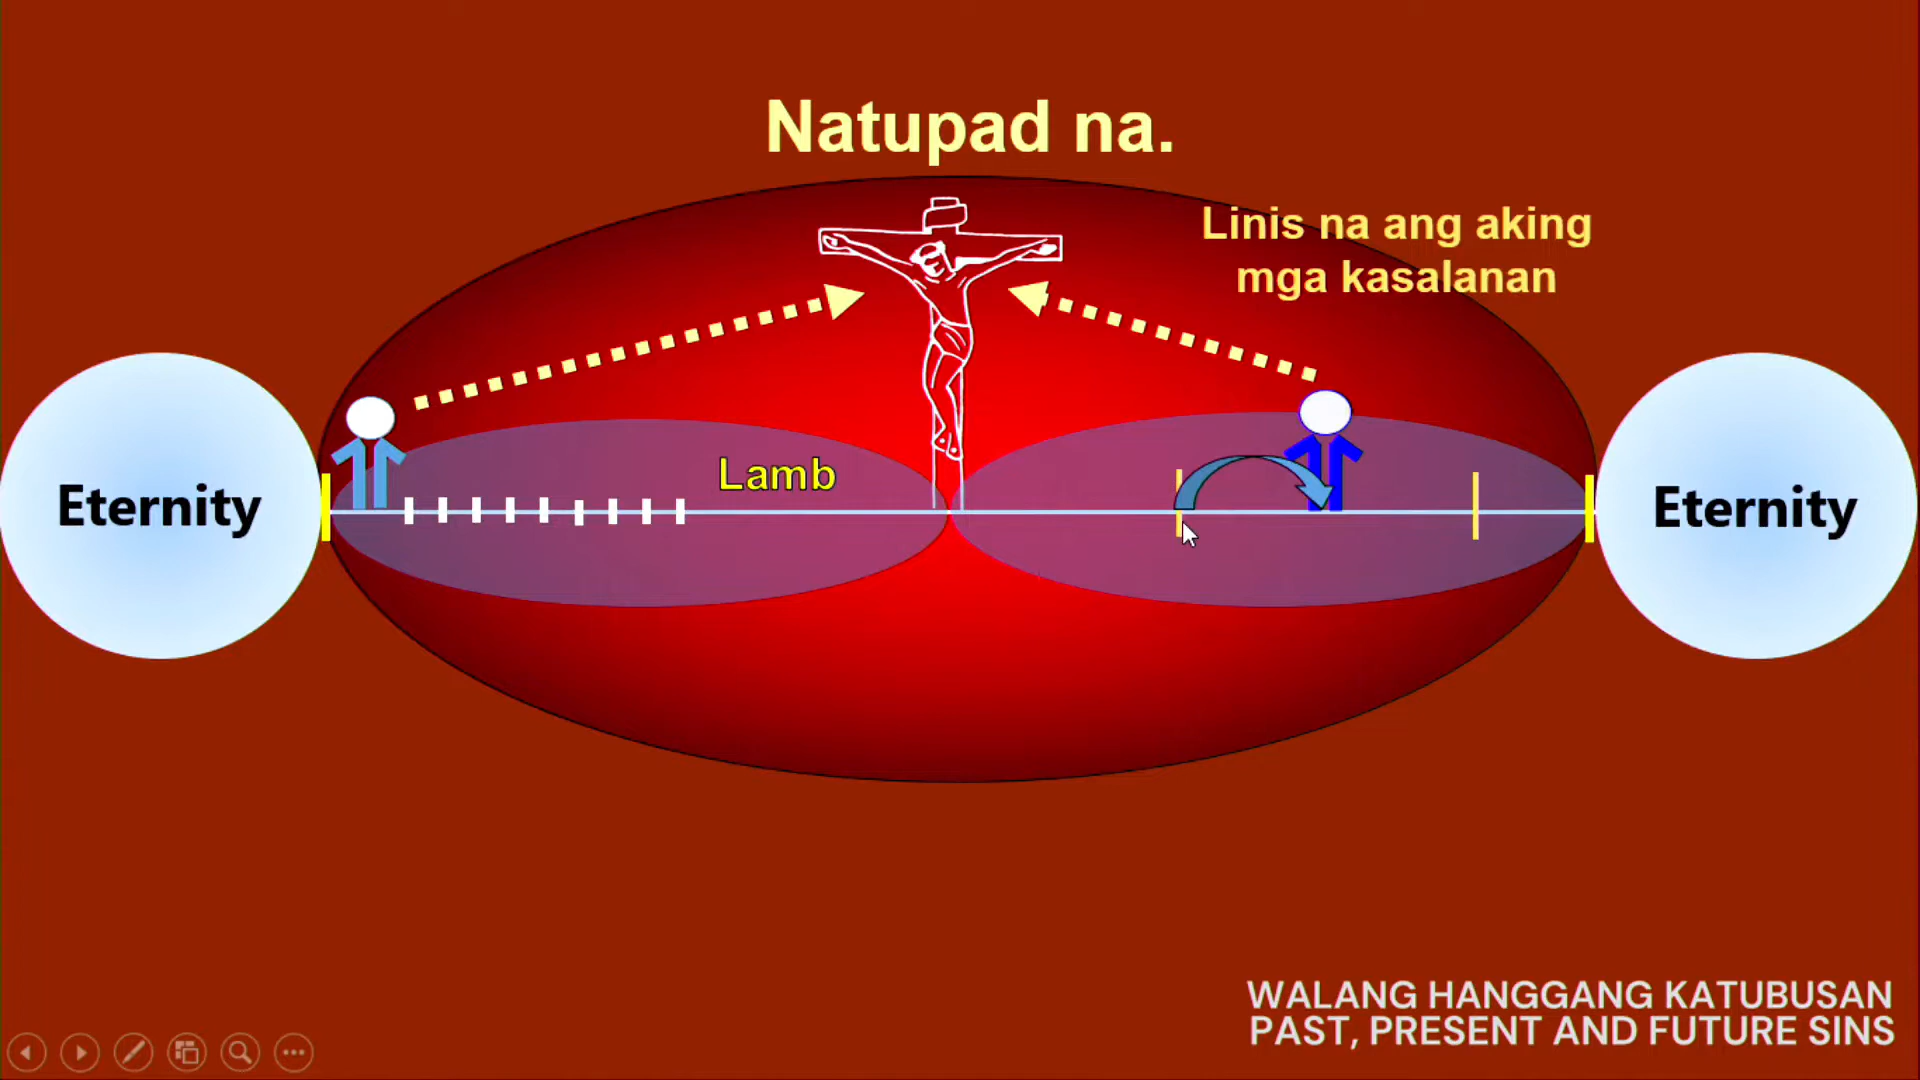 Natupad na.
Linis na ang aking
mga kasalanan
Eternity
Lamb
Eternity
WALANG HANGGANG KATUBUSAN
PAST, PRESENT AND FUTURE SINS